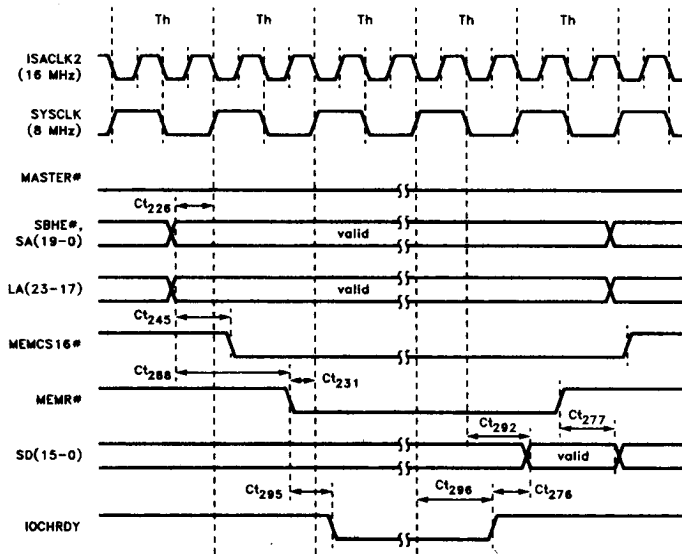 Th Th Th Th Th
ISACLK2
(16 MHz)
SYSCLK
(8 MHz)
MASTER#
Ct226
SBHE#,
SA(19-0)
valid
LA(23-17)
valid
Ct245
MEMCS16#
Ct288
Ct231
MEMR#
Ct292
Ct277
SD(15-0)
valid
Ct295
Ct296
Ct276
IOCHRDY